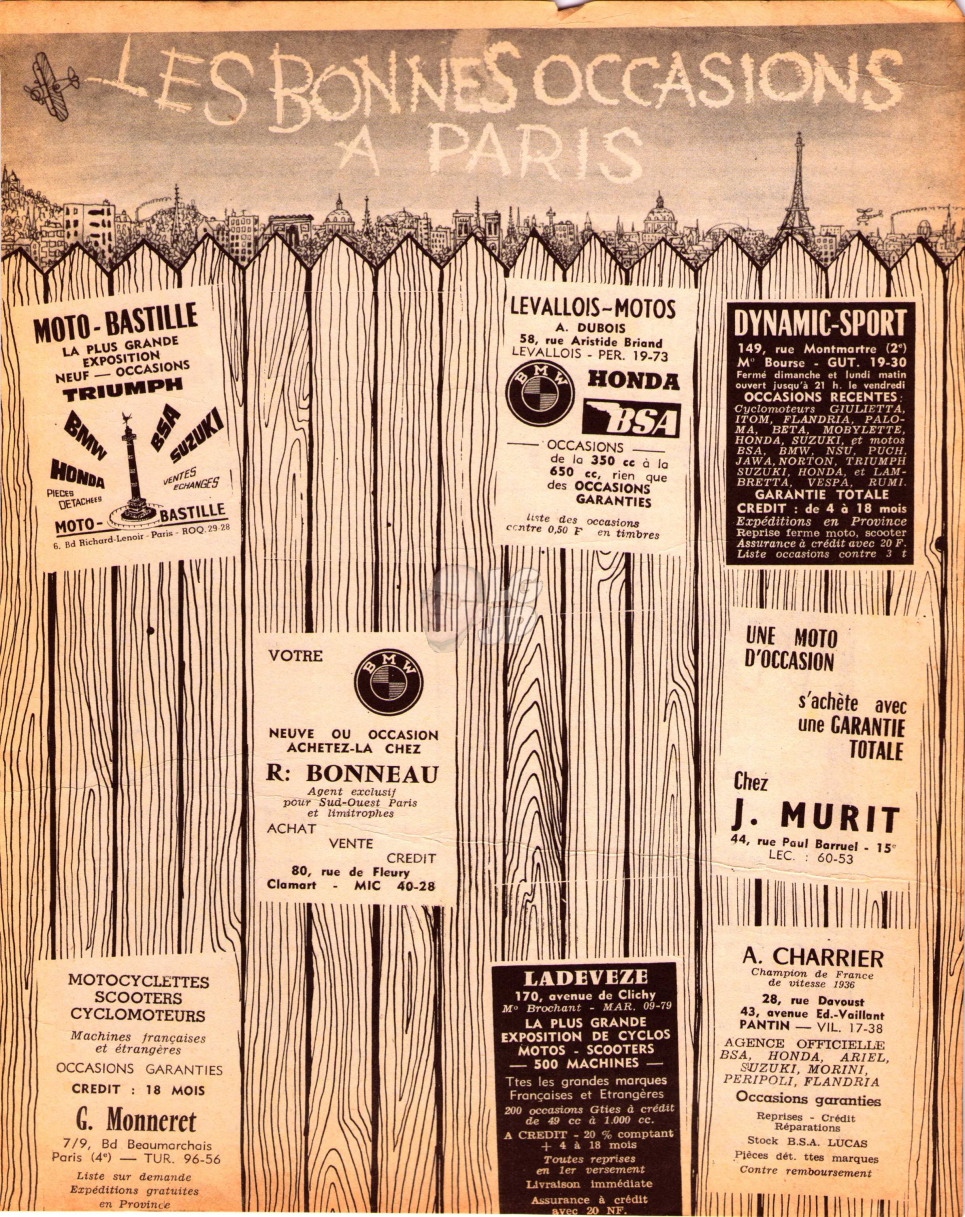 LES BONNES OCCASIONS
A PARIS
MOTO - BASTILLE
LA PLUS GRANDE
EXPOSITION
NEUF — OCCASIONS
TRIUMPH
BMW
BSA
SUZUKI
HONDA
PIECES
DETACHEES
VENTES
ECHANGES
MOTO - BASTILLE
6. Bd Richard-Lenoir - Paris - ROQ. 29-28
LEVALLOIS-MOTOS
A. DUBOIS
58, rue Aristide Briand
LEVALLOIS - PER. 19-73
BMW
HONDA
BSA
— OCCASIONS —
de la 350 cc à la
650 cc, rien que
des OCCASIONS
GARANTIES
liste des occasions
contre 0,50 F en timbres
DYNAMIC-SPORT
149, rue Montmartre (2e)
Mo Bourse - GUT. 19-30
Fermé dimanche et lundi matin
ouvert jusqu'à 21 h. le vendredi
OCCASIONS RECENTES :
Cyclomoteurs GIULIETTA,
ITOM, FLANDRIA, PALO-
MA, BETA, MOBYLETTE,
HONDA, SUZUKI, et motos
BSA, BMW, NSU, PUCH,
JAWA, NORTON, TRIUMPH
SUZUKI, HONDA, et LAM-
BRETTA, VESPA, RUMI.
GARANTIE TOTALE
CREDIT : de 4 à 18 mois
Expéditions en Province
Reprise ferme moto, scooter
Assurance à crédit avec 20 F.
Liste occasions contre 3 t
VOTRE
BMW
NEUVE OU OCCASION
ACHETEZ-LA CHEZ
R: BONNEAU
Agent exclusif
pour Sud-Ouest Paris
et limitrophes
ACHAT
VENTE
CREDIT
80, rue de Fleury
Clamart - MIC 40-28
UNE MOTO
D'OCCASION
s'achète avec
une GARANTIE
TOTALE
Chez
J. MURIT
44, rue Paul Barruel - 15e
LEC. : 60-53
MOTOCYCLETTES
SCOOTERS
CYCLOMOTEURS
Machines françaises
et étrangères
OCCASIONS GARANTIES
CREDIT : 18 MOIS
G. Monneret
7/9, Bd Beaumarchais
Paris (4e) — TUR. 96-56
Liste sur demande
Expéditions gratuites
en Province
LADEVEZE
170, avenue de Clichy
Mo Brochant - MAR. 09-79
LA PLUS GRANDE
EXPOSITION DE CYCLOS
MOTOS - SCOOTERS
— 500 MACHINES —
Ttes les grandes marques
Françaises et Etrangères
200 occasions Gties à crédit
de 49 cc à 1.000 cc.
A CREDIT - 20 % comptant
+ 4 à 18 mois
Toutes reprises
en 1er versement
Livraison immédiate
Assurance à crédit
avec 20 NF.
A. CHARRIER
Champion de France
de vitesse 1936
28, rue Davoust
43, avenue Ed.-Vaillant
PANTIN — VIL. 17-38
AGENCE OFFICIELLE
BSA, HONDA, ARIEL,
SUZUKI, MORINI,
PERIPOLI, FLANDRIA
Occasions garanties
Reprises - Crédit
Réparations
Stock B.S.A. LUCAS
Pièces dét. ttes marques
Contre remboursement